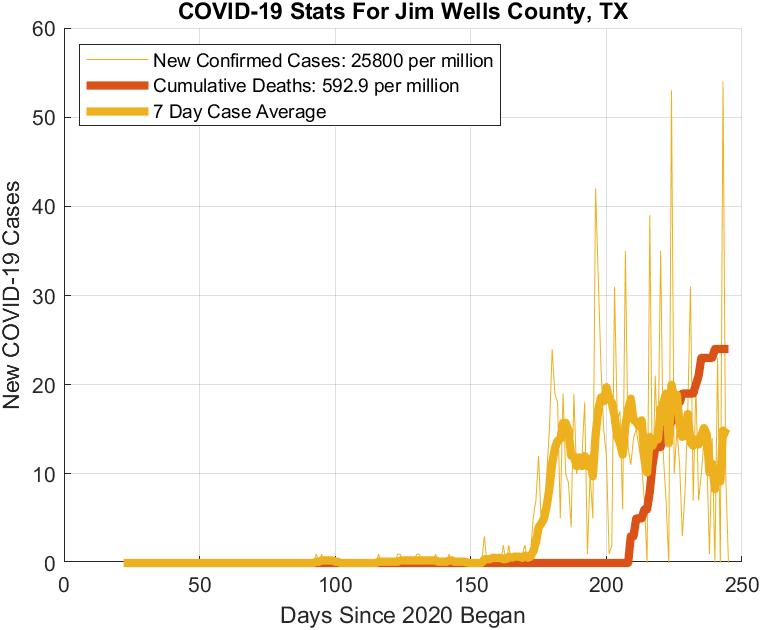 COVID-19 Stats For Jim Wells County, TX
New Confirmed Cases: 25800 per million
Cumulative Deaths: 592.9 per million
7 Day Case Average
New COVID-19 Cases
60
50
40
30
20
10
0
0 50 100 150 200 250
Days Since 2020 Began